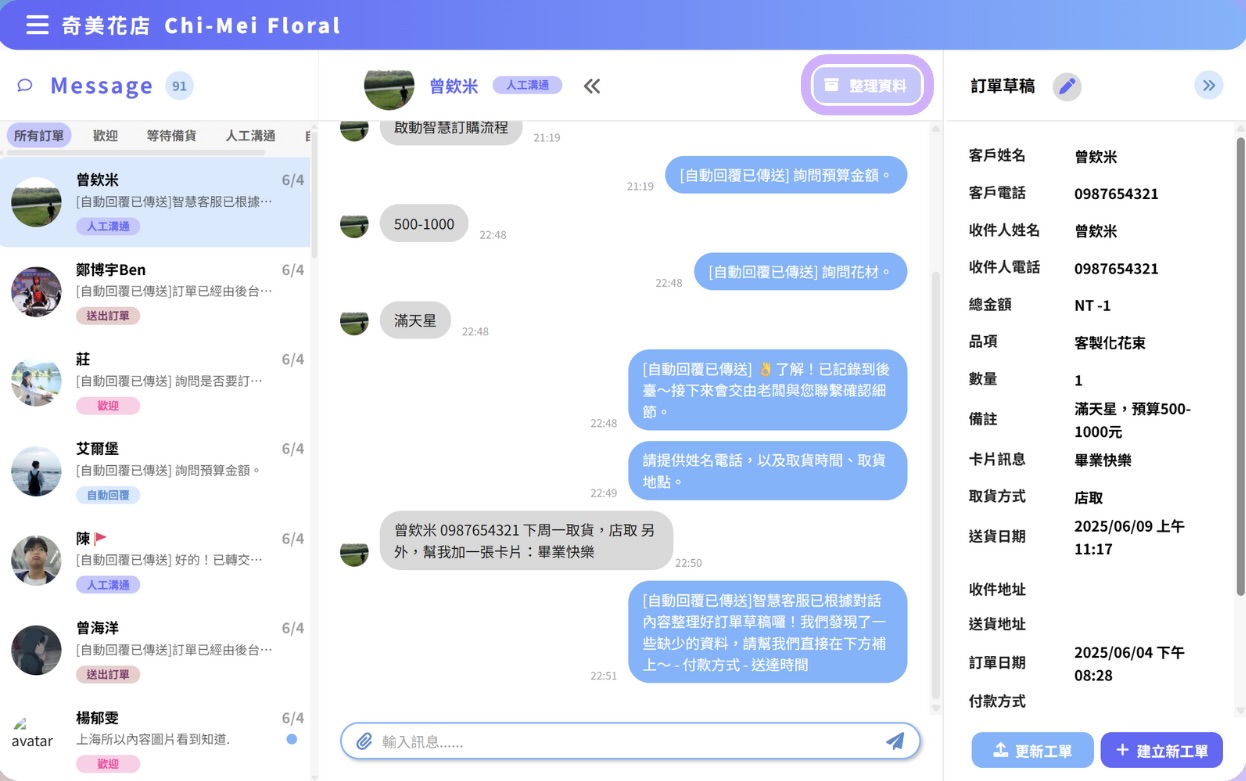 奇美花店 Chi-Mei Floral
Message 91
所有訂單 歡迎 等待備貨 人工溝通
曾欽米 6/4
[自動回覆已傳送]智慧客服已根據…
人工溝通
鄭博宇Ben 6/4
[自動回覆已傳送]訂單已經由後台…
送出訂單
莊 6/4
[自動回覆已傳送] 詢問是否要訂…
歡迎
艾爾堡 6/4
[自動回覆已傳送] 詢問預算金額。
自動回覆
陳🚩 6/4
[自動回覆已傳送] 好的！已轉交…
人工溝通
曾海洋 6/4
[自動回覆已傳送]訂單已經由後台…
送出訂單
avatar
楊郁雯 6/4
上海所以內容圖片看到知道.
歡迎
曾欽米 人工溝通
整理資料
啟動智慧訂購流程
21:19
[自動回覆已傳送] 詢問預算金額。
21:19
500-1000
22:48
[自動回覆已傳送] 詢問花材。
22:48
滿天星
22:48
[自動回覆已傳送] 👌了解！已記錄到後
臺～接下來會交由老闆與您聯繫確認細
節。
22:48
請提供姓名電話，以及取貨時間、取貨
地點。
22:49
曾欽米 0987654321 下周一取貨，店取 另
外，幫我加一張卡片：畢業快樂
22:50
[自動回覆已傳送]智慧客服已根據對話
內容整理好訂單草稿囉！我們發現了一
些缺少的資料，請幫我們直接在下方補
上～ - 付款方式 - 送達時間
22:51
輸入訊息......
訂單草稿
客戶姓名 曾欽米
客戶電話 0987654321
收件人姓名 曾欽米
收件人電話 0987654321
總金額 NT -1
品項 客製化花束
數量 1
備註 滿天星，預算500-
1000元
卡片訊息 畢業快樂
取貨方式 店取
送貨日期 2025/06/09 上午
11:17
收件地址
送貨地址
訂單日期 2025/06/04 下午
08:28
付款方式
更新工單
建立新工單